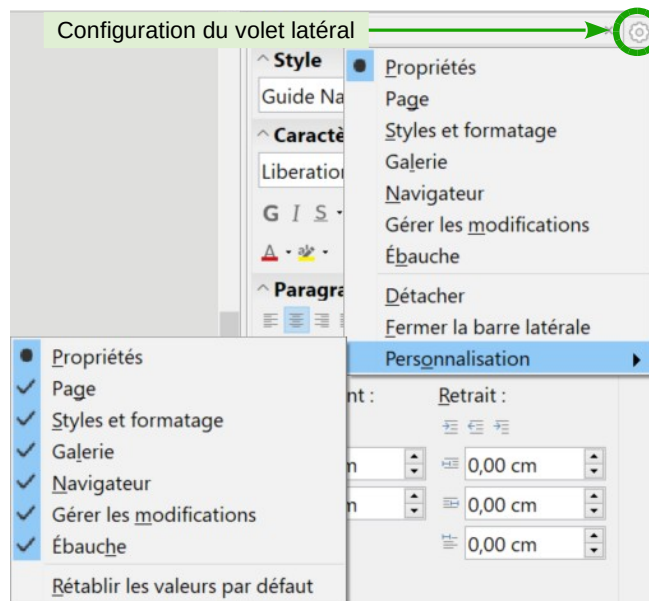 Configuration du volet latéral
Style
Guide Na
Caractè
Liberation
G I S
A ab
Paragra
Propriétés
Page
Styles et formatage
Galerie
Navigateur
Gérer les modifications
Ébauche
Détacher
Fermer la barre latérale
Personnalisation
nt : Retrait :
0,00 cm
0,00 cm
0,00 cm
Propriétés
Page
Styles et formatage
Galerie
Navigateur
Gérer les modifications
Ébauche
Rétablir les valeurs par défaut